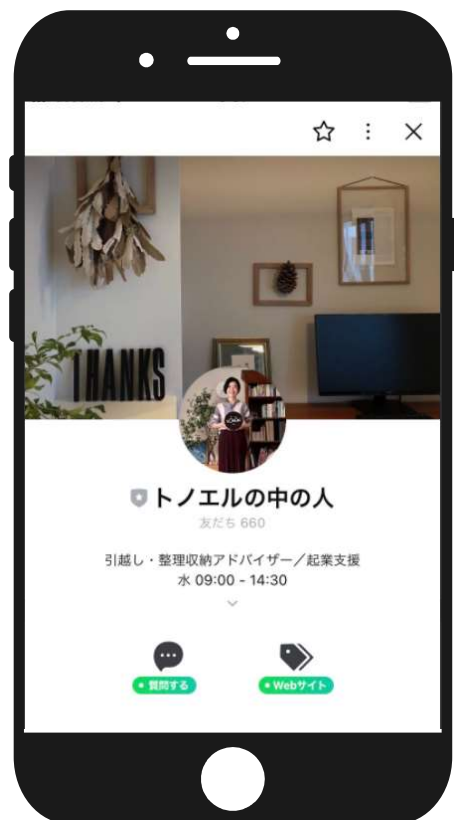 THANKS
トノエルの中の人
友だち 660
引越し・整理収納アドバイザー／起業支援
水 09:00 - 14:30
質問する
Webサイト